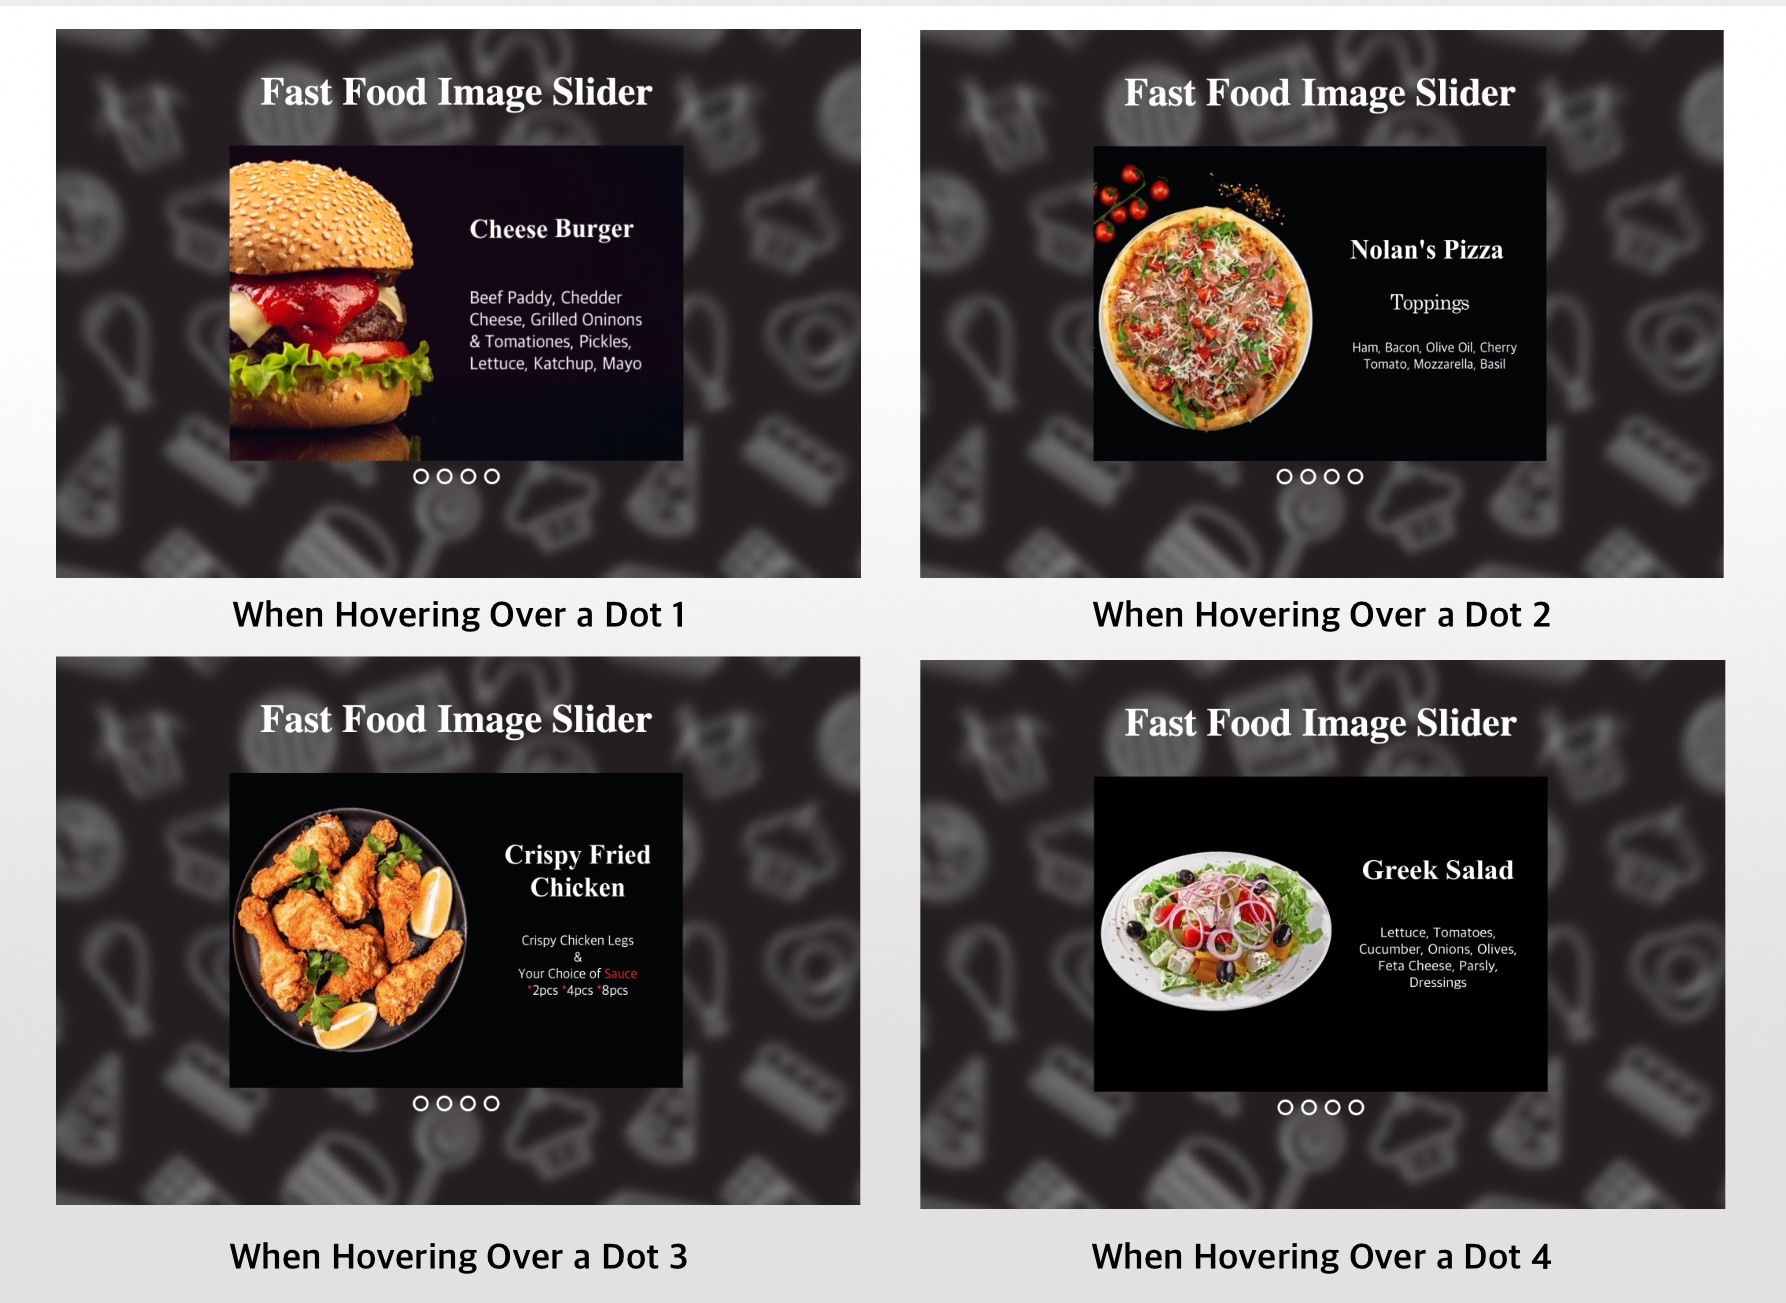 Fast Food Image Slider
Cheese Burger
Beef Paddy, Chedder
Cheese, Grilled Oninons
& Tomationes, Pickles,
Lettuce, Katchup, Mayo
When Hovering Over a Dot 1
Fast Food Image Slider
Nolan's Pizza
Toppings
Ham, Bacon, Olive Oil, Cherry
Tomato, Mozzarella, Basil
When Hovering Over a Dot 2
Fast Food Image Slider
Crispy Fried
Chicken
Crispy Chicken Legs
&
Your Choice of Sauce
*2pcs *4pcs *8pcs
When Hovering Over a Dot 3
Fast Food Image Slider
Greek Salad
Lettuce, Tomatoes,
Cucumber, Onions, Olives,
Feta Cheese, Parsly,
Dressings
When Hovering Over a Dot 4